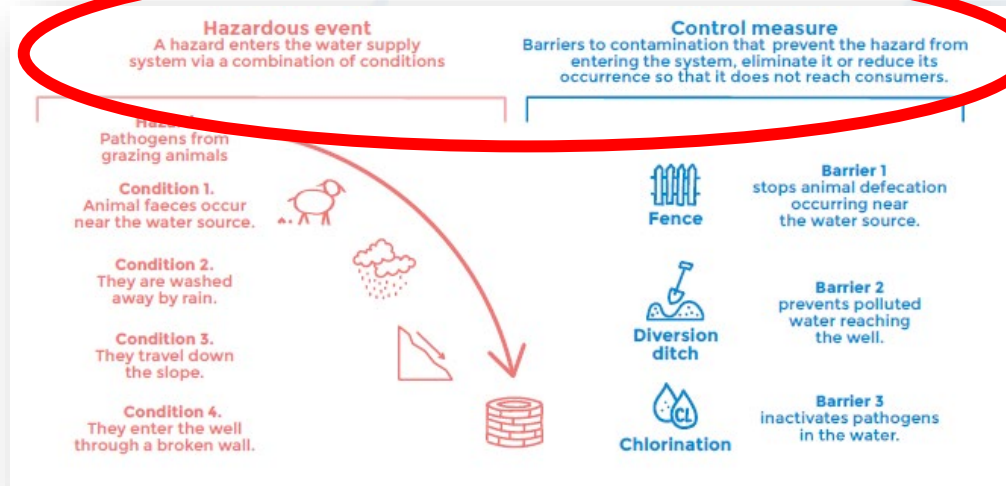 Hazardous event
A hazard enters the water supply
system via a combination of conditions
Control measure
Barriers to contamination that prevent the hazard from
entering the system, eliminate it or reduce its
occurrence so that it does not reach consumers.
Pathogens from
grazing animals
Condition 1.
Animal faeces occur
near the water source.
Condition 2.
They are washed
away by rain.
Condition 3.
They travel down
the slope.
Condition 4.
They enter the well
through a broken wall.
Fence
Barrier 1
stops animal defecation
occurring near
the water source.
Diversion
ditch
Barrier 2
prevents polluted
water reaching
the well.
CL
Chlorination
Barrier 3
inactivates pathogens
in the water.